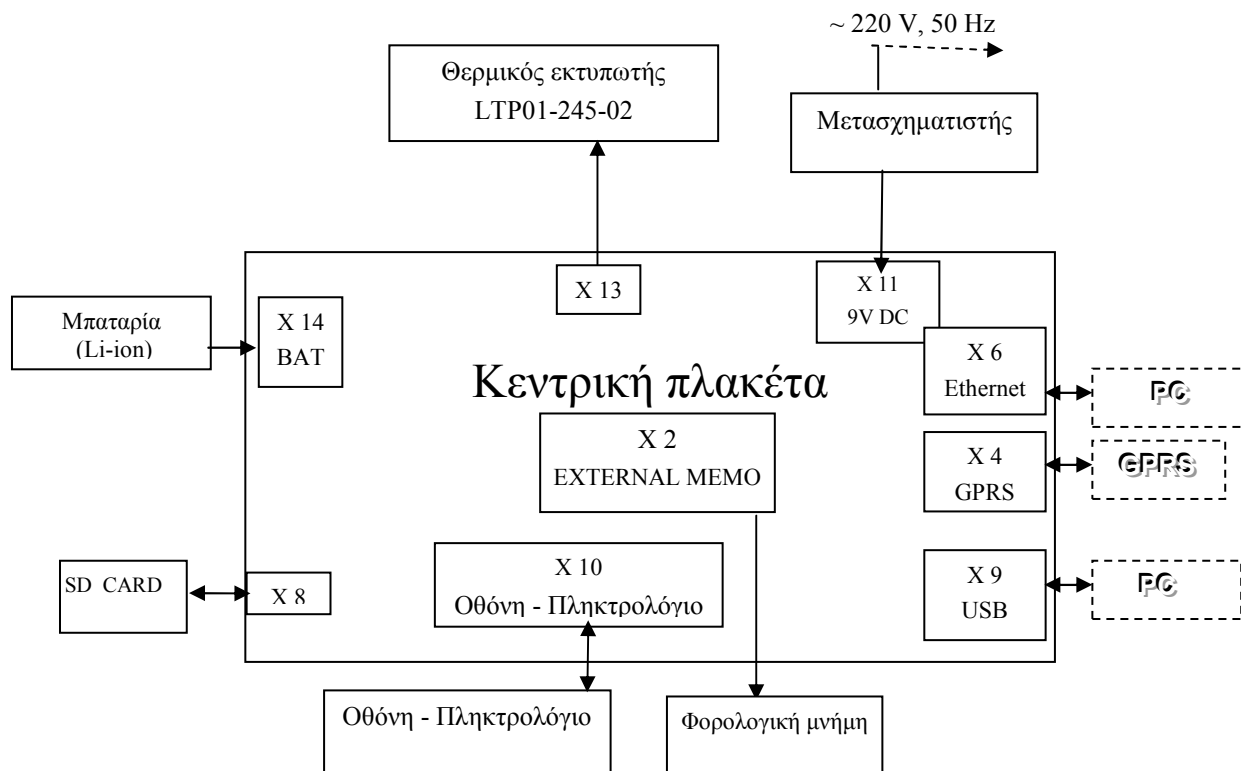 ~ 220 V, 50 Hz
Θερμικός εκτυπωτής
LTP01-245-02
Μετασχηματιστής
X 13
X 11
9V DC
Μπαταρία
(Li-ion)
X 14
BAT
X 6
Ethernet
PC
Κεντρική πλακέτα
X 2
EXTERNAL MEMO
X 4
GPRS
GPRS
X 10
Οθόνη - Πληκτρολόγιο
SD CARD
X 8
X 9
USB
PC
Οθόνη - Πληκτρολόγιο
Φορολογική μνήμη